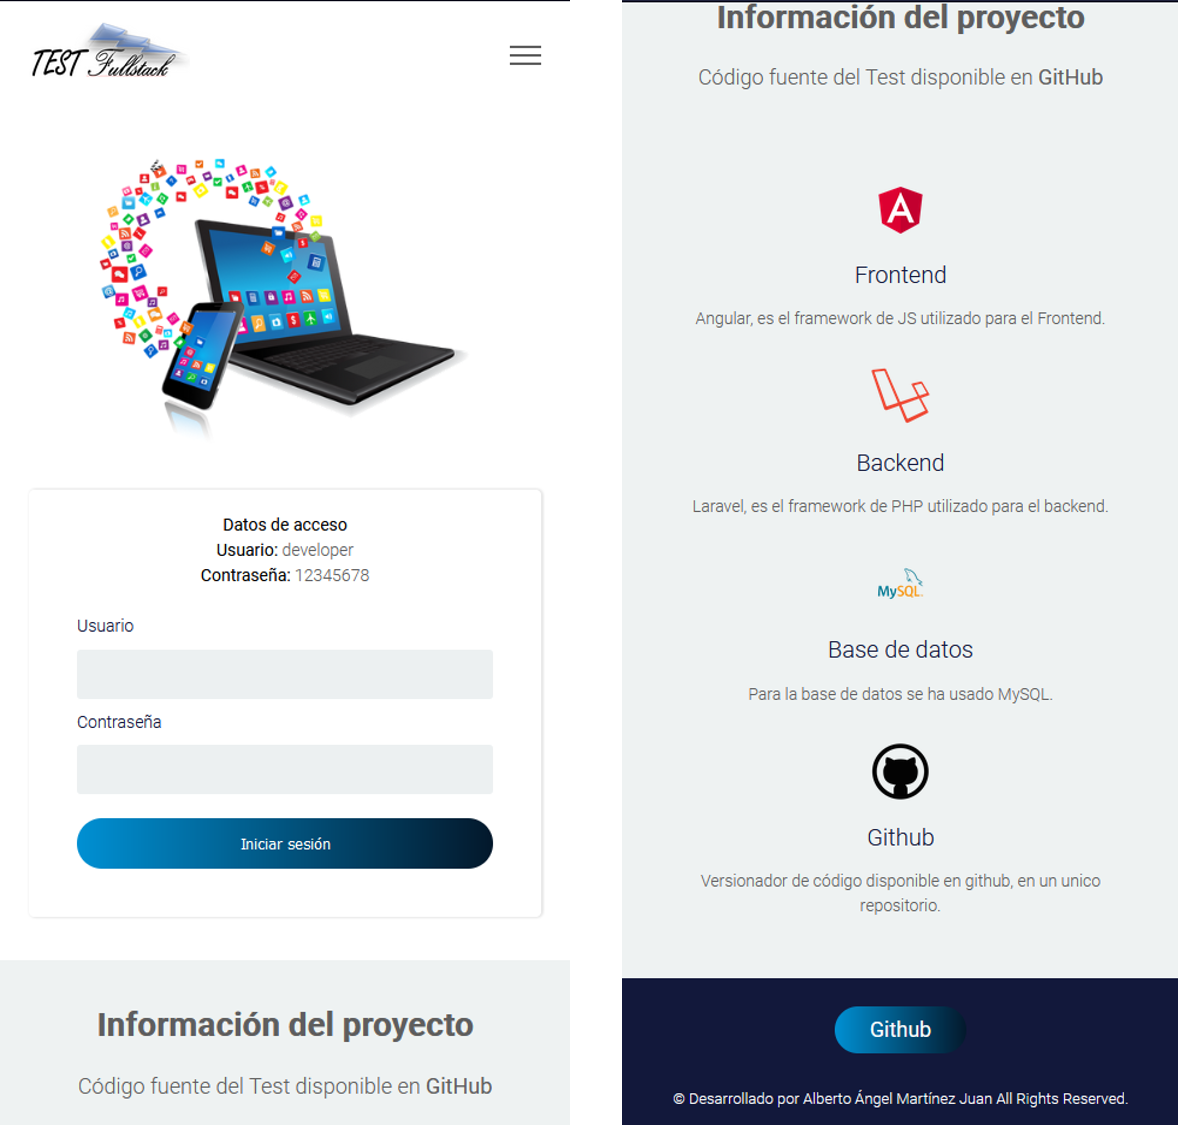 TEST Fullstack
Datos de acceso
Usuario: developer
Contraseña: 12345678
Usuario
Contraseña
Iniciar sesión
Información del proyecto
Código fuente del Test disponible en GitHub
Información del proyecto
Código fuente del Test disponible en GitHub
Frontend
Angular, es el framework de JS utilizado para el Frontend.
Backend
Laravel, es el framework de PHP utilizado para el backend.
MySQL.
Base de datos
Para la base de datos se ha usado MySQL.
Github
Versionador de código disponible en github, en un unico
repositorio.
Github
© Desarrollado por Alberto Ángel Martínez Juan All Rights Reserved.